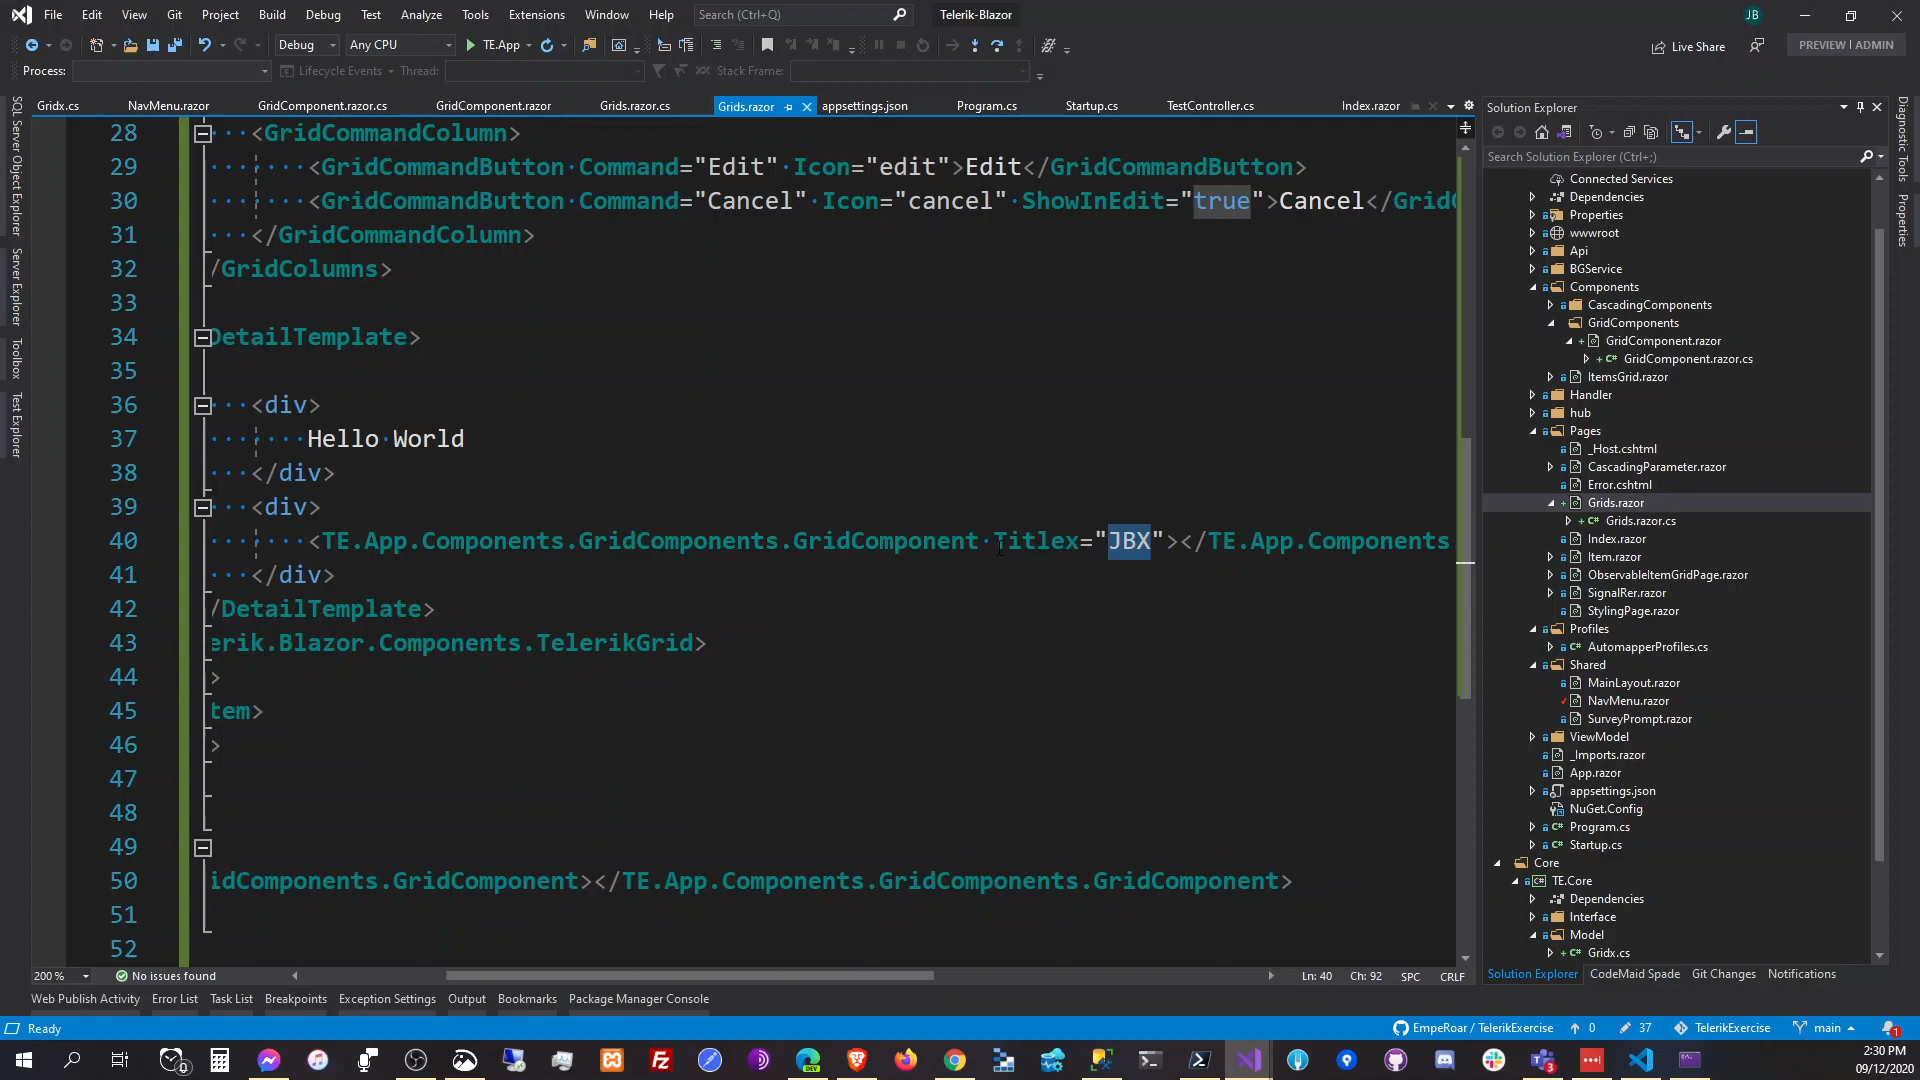 File Edit View Git Project Build Debug Test Analyze Tools Extensions Window Help Search (Ctrl+Q) Telerik-Blazor JB
Debug Any CPU TE.App Live Share PREVIEW | ADMIN
Process: Lifecycle Events Thread: Stack Frame:
Gridx.cs NavMenu.razor GridComponent.razor.cs GridComponent.razor Grids.razor.cs Grids.razor appsettings.json Program.cs Startup.cs TestController.cs Index.razor
SQL Server Object Explorer
Server Explorer
Toolbox
Test Explorer
28 <GridCommandColumn>
29 <GridCommandButton Command="Edit" Icon="edit">Edit</GridCommandButton>
30 <GridCommandButton Command="Cancel" Icon="cancel" ShowInEdit="true">Cancel</Grid
31 </GridCommandColumn>
32 /GridColumns>
33
34 DetailTemplate>
35
36 <div>
37 Hello World
38 </div>
39 <div>
40 <TE.App.Components.GridComponents.GridComponent Titlex="JBX"></TE.App.Components
41 </div>
42 /DetailTemplate>
43 erik.Blazor.Components.TelerikGrid>
44 >
45 tem>
46 >
47
48
49
50 idComponents.GridComponent></TE.App.Components.GridComponents.GridComponent>
51
52
200 % No issues found Ln: 40 Ch: 92 SPC CRLF
Solution Explorer
Search Solution Explorer (Ctrl+;)
Connected Services
Dependencies
Properties
wwwroot
Api
BGService
Components
CascadingComponents
GridComponents
GridComponent.razor
GridComponent.razor.cs
ItemsGrid.razor
Handler
hub
Pages
_Host.cshtml
CascadingParameter.razor
Error.cshtml
Grids.razor
Grids.razor.cs
Index.razor
Item.razor
ObservableItemGridPage.razor
SignalRer.razor
StylingPage.razor
Profiles
AutomapperProfiles.cs
Shared
MainLayout.razor
NavMenu.razor
SurveyPrompt.razor
ViewModel
_Imports.razor
App.razor
appsettings.json
NuGet.Config
Program.cs
Startup.cs
Core
TE.Core
Dependencies
Interface
Model
Gridx.cs
Solution Explorer CodeMaid Spade Git Changes Notifications
Diagnostic Tools
Properties
Web Publish Activity Error List Task List Breakpoints Exception Settings Output Bookmarks Package Manager Console
Ready EmpeRoar / TelerikExercise 0 37 TelerikExercise main 1
2:30 PM
09/12/2020